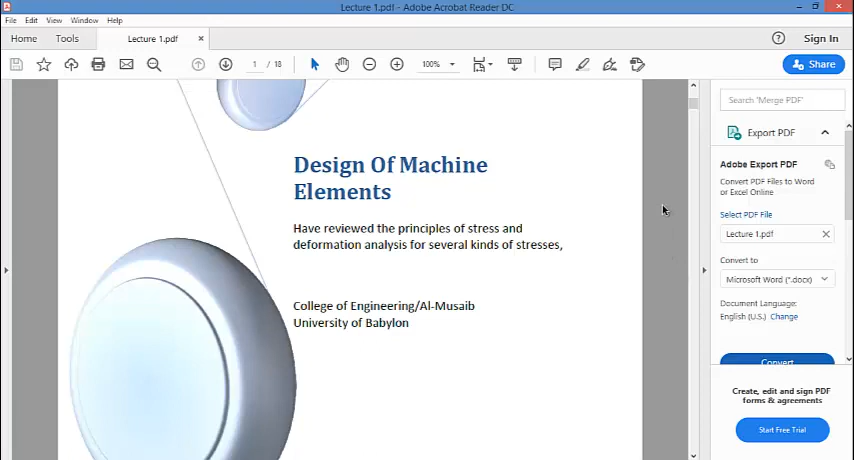 Lecture 1.pdf - Adobe Acrobat Reader DC
File Edit View Window Help
Home Tools Lecture 1.pdf × Sign In
1 / 18 100% Share
Design Of Machine
Elements
Have reviewed the principles of stress and
deformation analysis for several kinds of stresses,
College of Engineering/Al-Musaib
University of Babylon
Search "Merge PDF"
Export PDF
Adobe Export PDF
Convert PDF Files to Word
or Excel Online
Select PDF File
Lecture 1.pdf
Convert to
Microsoft Word (*.docx)
Document Language:
English (U.S.) Change
Convert
Create, edit and sign PDF
forms & agreements
Start Free Trial